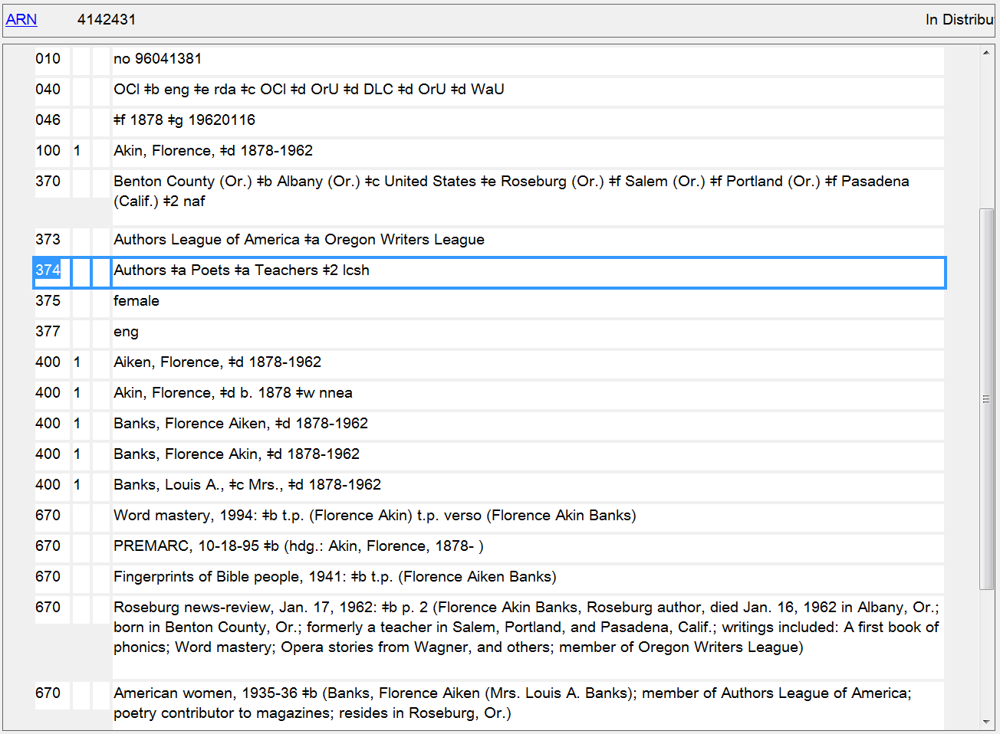 ARN 4142431 In Distribu
010 no 96041381
040 OCl ‡b eng ‡e rda ‡c OCl ‡d OrU ‡d DLC ‡d OrU ‡d WaU
046 ‡f 1878 ‡g 19620116
100 1 Akin, Florence, ‡d 1878-1962
370 Benton County (Or.) ‡b Albany (Or.) ‡c United States ‡e Roseburg (Or.) ‡f Salem (Or.) ‡f Portland (Or.) ‡f Pasadena
(Calif.) ‡2 naf
373 Authors League of America ‡a Oregon Writers League
374 Authors ‡a Poets ‡a Teachers ‡2 lcsh
375 female
377 eng
400 1 Aiken, Florence, ‡d 1878-1962
400 1 Akin, Florence, ‡d b. 1878 ‡w nnea
400 1 Banks, Florence Aiken, ‡d 1878-1962
400 1 Banks, Florence Akin, ‡d 1878-1962
400 1 Banks, Louis A., ‡c Mrs., ‡d 1878-1962
670 Word mastery, 1994: ‡b t.p. (Florence Akin) t.p. verso (Florence Akin Banks)
670 PREMARC, 10-18-95 ‡b (hdg.: Akin, Florence, 1878- )
670 Fingerprints of Bible people, 1941: ‡b t.p. (Florence Aiken Banks)
670 Roseburg news-review, Jan. 17, 1962: ‡b p. 2 (Florence Akin Banks, Roseburg author, died Jan. 16, 1962 in Albany, Or.;
born in Benton County, Or.; formerly a teacher in Salem, Portland, and Pasadena, Calif.; writings included: A first book of
phonics; Word mastery; Opera stories from Wagner, and others; member of Oregon Writers League)
670 American women, 1935-36 ‡b (Banks, Florence Aiken (Mrs. Louis A. Banks); member of Authors League of America;
poetry contributor to magazines; resides in Roseburg, Or.)